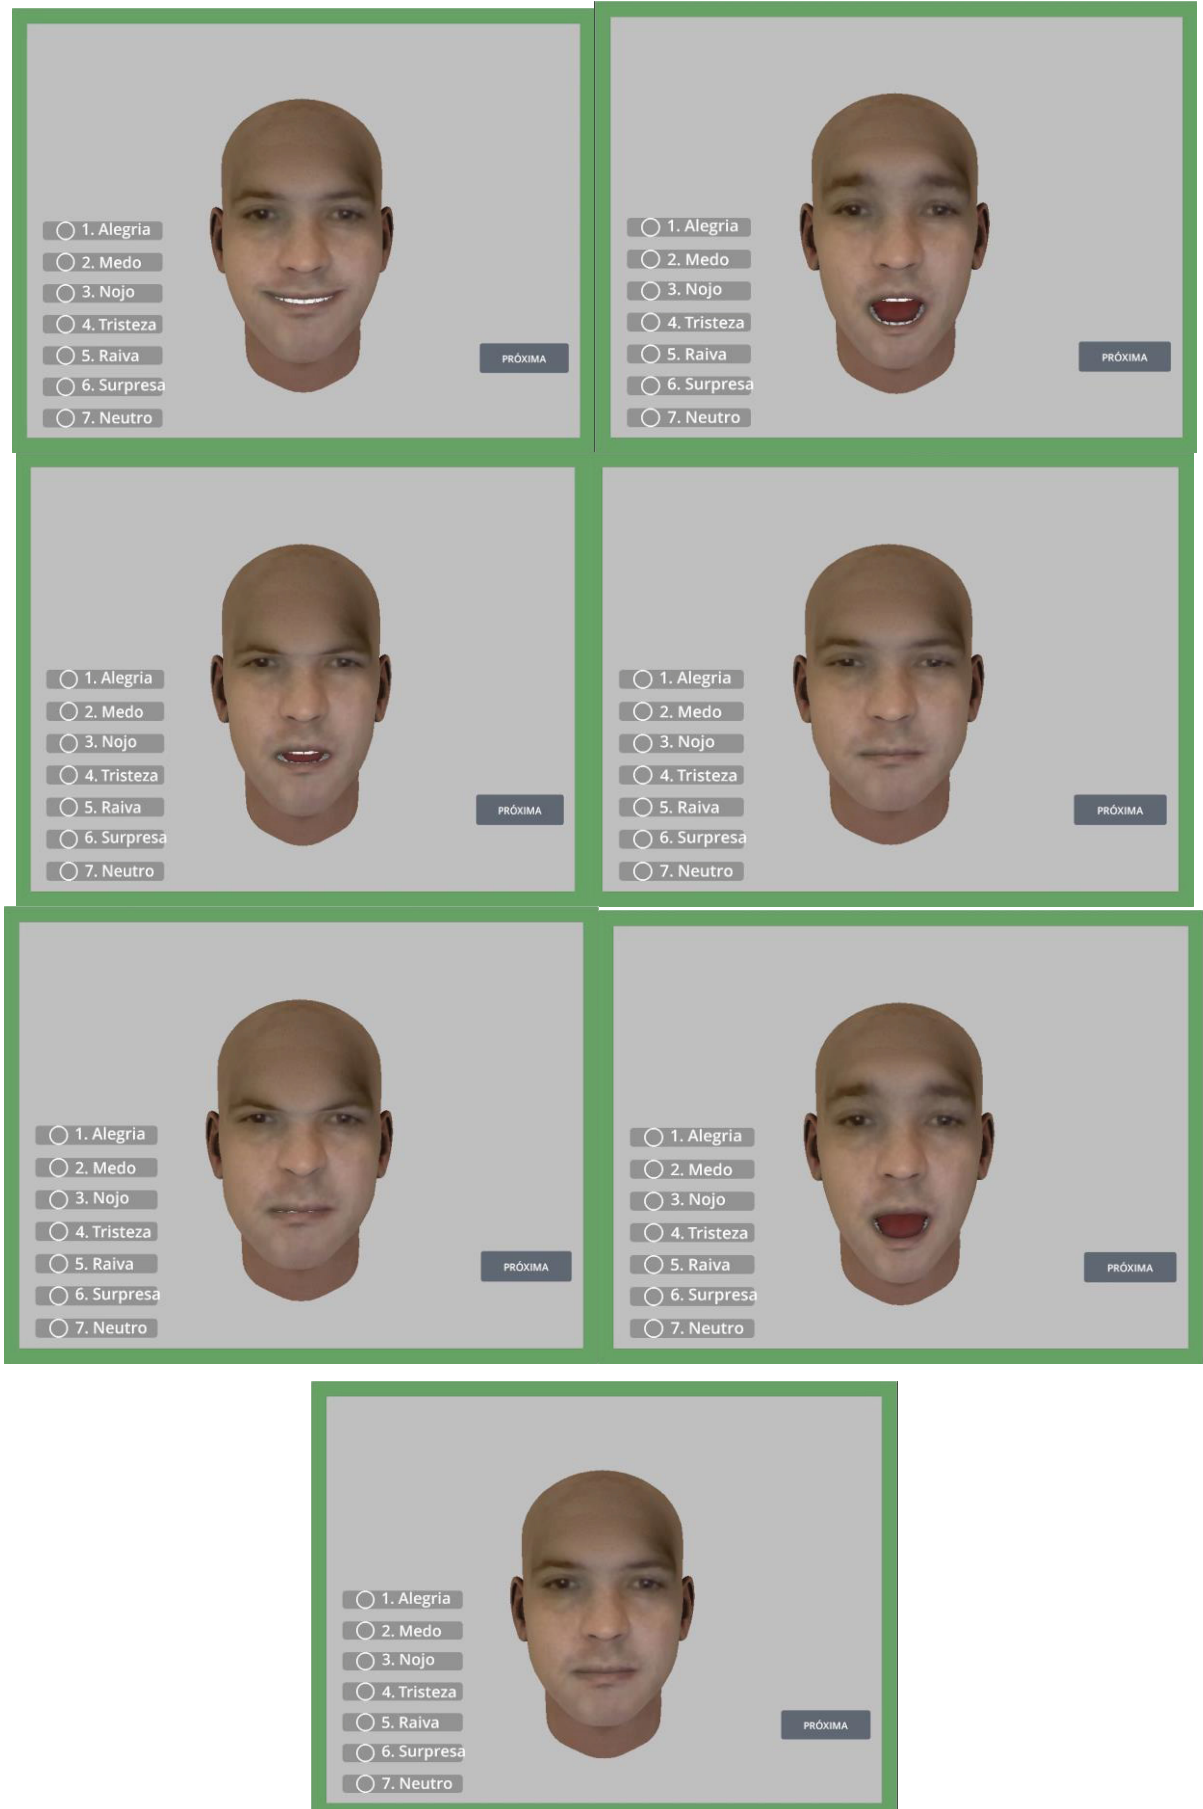 1. Alegria
2. Medo
3. Nojo
4. Tristeza
5. Raiva
6. Surpresa
7. Neutro
PRÓXIMA
1. Alegria
2. Medo
3. Nojo
4. Tristeza
5. Raiva
6. Surpresa
7. Neutro
PRÓXIMA
1. Alegria
2. Medo
3. Nojo
4. Tristeza
5. Raiva
6. Surpresa
7. Neutro
PRÓXIMA
1. Alegria
2. Medo
3. Nojo
4. Tristeza
5. Raiva
6. Surpresa
7. Neutro
PRÓXIMA
1. Alegria
2. Medo
3. Nojo
4. Tristeza
5. Raiva
6. Surpresa
7. Neutro
PRÓXIMA
1. Alegria
2. Medo
3. Nojo
4. Tristeza
5. Raiva
6. Surpresa
7. Neutro
PRÓXIMA
1. Alegria
2. Medo
3. Nojo
4. Tristeza
5. Raiva
6. Surpresa
7. Neutro
PRÓXIMA